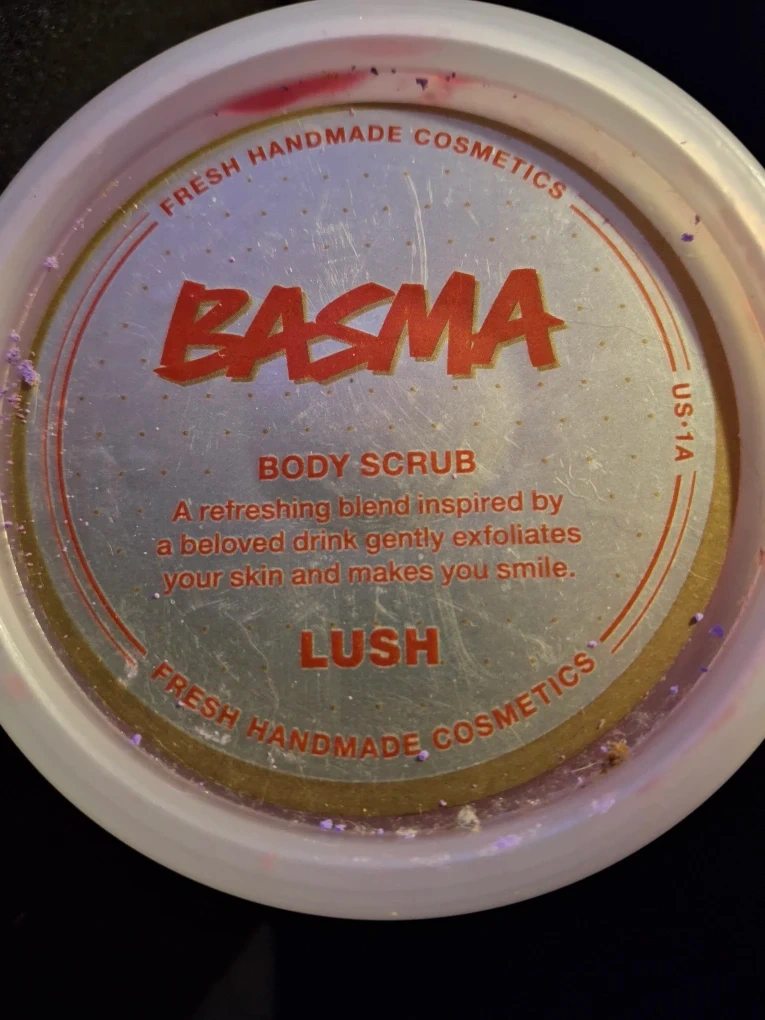 FRESH HANDMADE COSMETICS
BASMA
US·1A
BODY SCRUB
A refreshing blend inspired by
a beloved drink gently exfoliates
your skin and makes you smile.
LUSH
FRESH HANDMADE COSMETICS